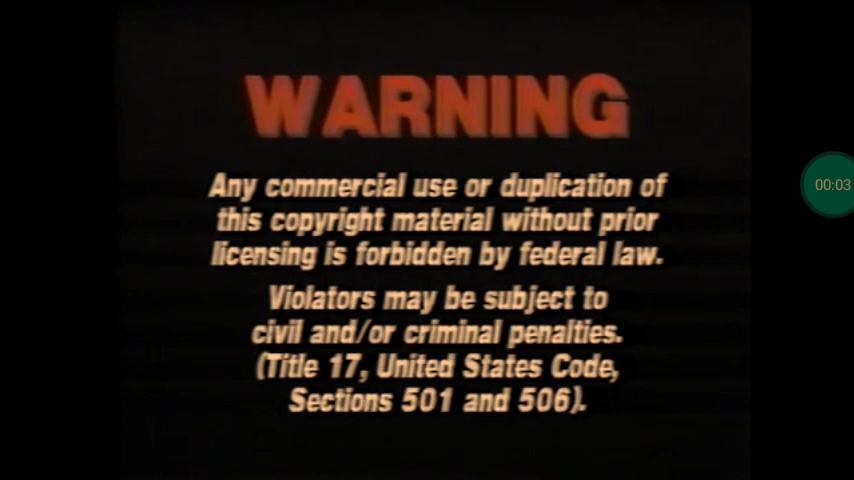 WARNING
Any commercial use or duplication of
this copyright material without prior
licensing is forbidden by federal law.
Violators may be subject to
civil and/or criminal penalties.
(Title 17, United States Code,
Sections 501 and 506).
00:03